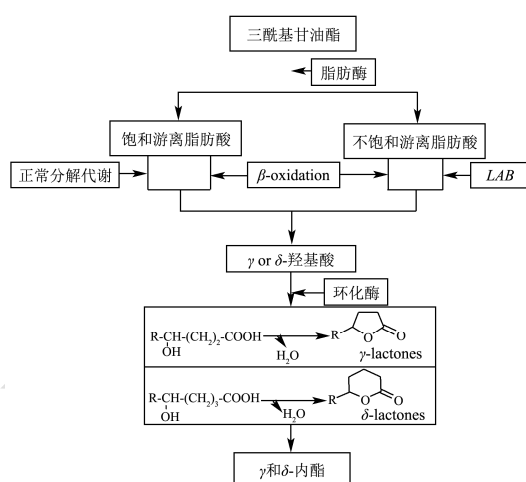 三酰基甘油酯
脂肪酶
饱和游离脂肪酸
不饱和游离脂肪酸
正常分解代谢
β-oxidation
LAB
γ or δ-羟基酸
环化酶
R-CH-(CH₂)₂-COOH
OH
H₂O
R
O
O
γ-lactones
R-CH-(CH₂)₃-COOH
OH
H₂O
R
O
O
δ-lactones
γ和δ-内酯